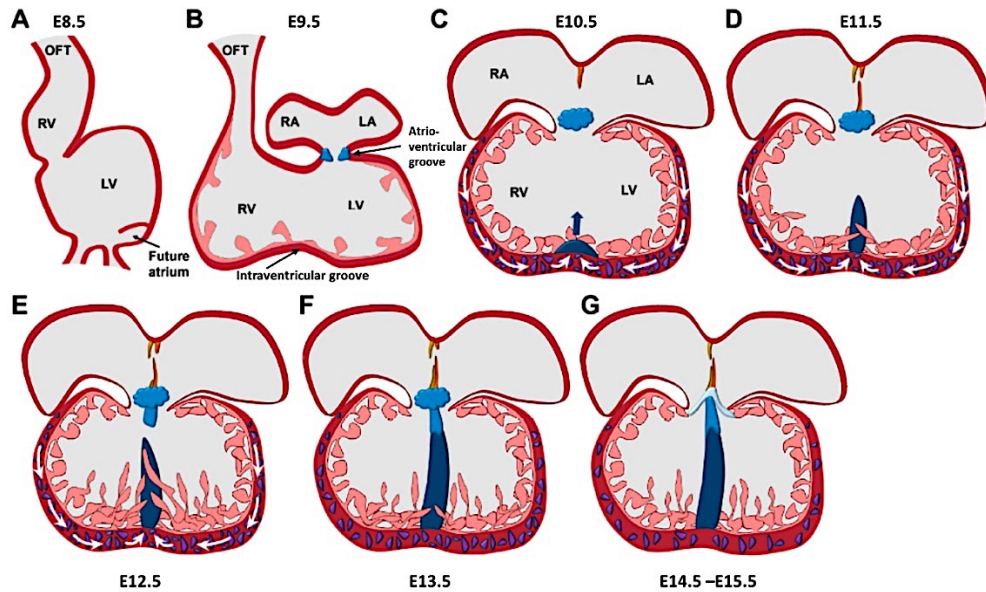 A E8.5
OFT
RV
LV
Future
atrium
B E9.5
OFT
RA LA
Atrio-
ventricular
groove
RV LV
Intraventricular groove
C E10.5
RA LA
RV LV
D E11.5
E
E12.5
F
E13.5
G
E14.5 –E15.5